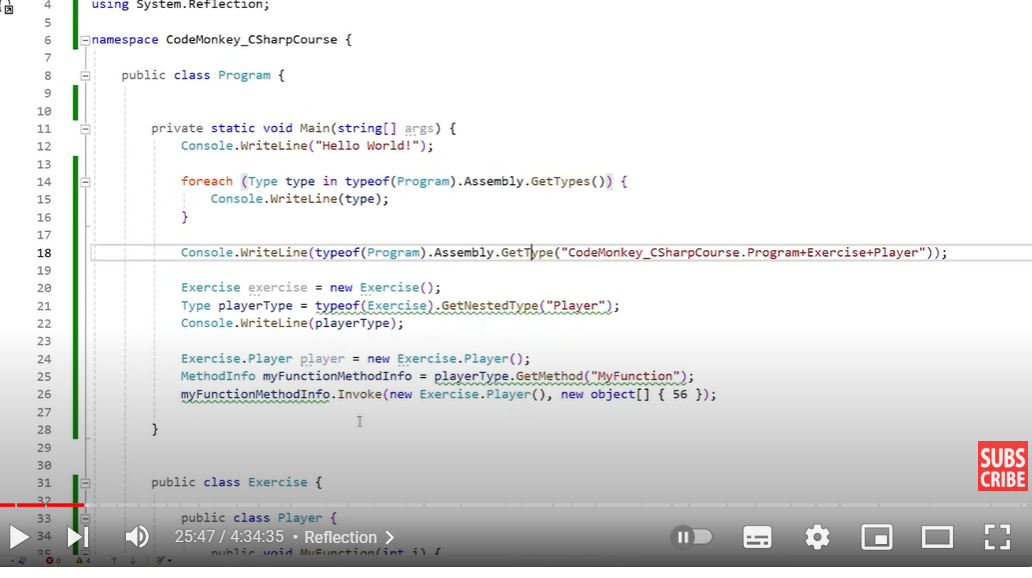 4 using System.Reflection;
5
6 namespace CodeMonkey_CSharpCourse {
7
8 public class Program {
9
10
11 private static void Main(string[] args) {
12 Console.WriteLine("Hello World!");
13
14 foreach (Type type in typeof(Program).Assembly.GetTypes()) {
15 Console.WriteLine(type);
16 }
17
18 Console.WriteLine(typeof(Program).Assembly.GetType("CodeMonkey_CSharpCourse.Program+Exercise+Player"));
19
20 Exercise exercise = new Exercise();
21 Type playerType = typeof(Exercise).GetNestedType("Player");
22 Console.WriteLine(playerType);
23
24 Exercise.Player player = new Exercise.Player();
25 MethodInfo myFunctionMethodInfo = playerType.GetMethod("MyFunction");
26 myFunctionMethodInfo.Invoke(new Exercise.Player(), new object[] { 56 });
27
28 }
29
30
31 public class Exercise {
32
33 public class Player {
34 public void MyFunction(int i) {
35
SUBS
CRIBE
25:47 / 4:34:35 • Reflection
0 4